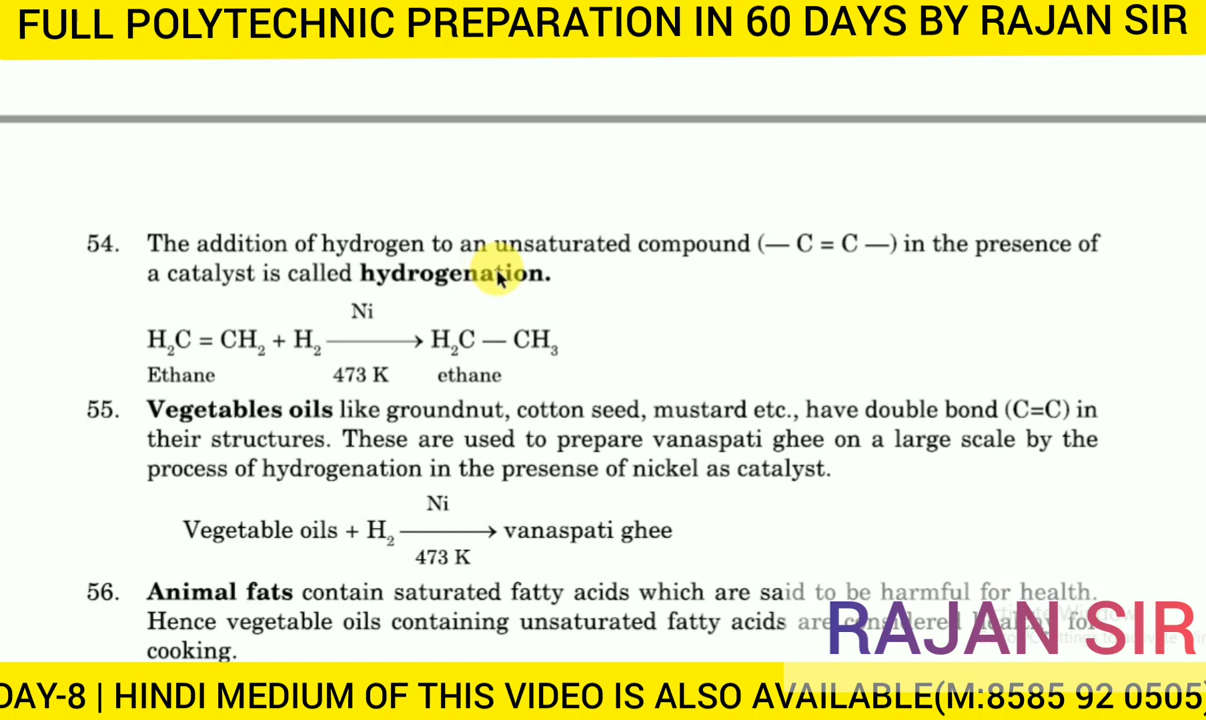 FULL POLYTECHNIC PREPARATION IN 60 DAYS BY RAJAN SIR
54. The addition of hydrogen to an unsaturated compound (— C = C —) in the presence of
a catalyst is called hydrogenation.
Ni
H₂C = CH₂ + H₂ ⟶ H₂C — CH₃
Ethane 473 K ethane
55. Vegetables oils like groundnut, cotton seed, mustard etc., have double bond (C=C) in
their structures. These are used to prepare vanaspati ghee on a large scale by the
process of hydrogenation in the presense of nickel as catalyst.
Ni
Vegetable oils + H₂ ⟶ vanaspati ghee
473 K
56. Animal fats contain saturated fatty acids which are said to be harmful for health.
Hence vegetable oils containing unsaturated fatty acids are considered healthy for
cooking.
RAJAN SIR
DAY-8 | HINDI MEDIUM OF THIS VIDEO IS ALSO AVAILABLE(M:8585 92 0505)